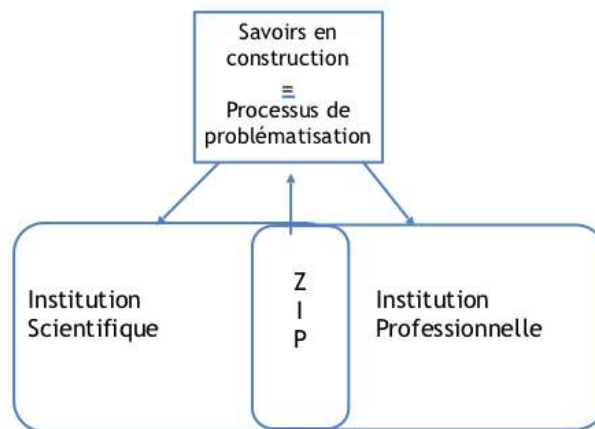 Savoirs en
construction
≡
Processus de
problématisation
Institution
Scientifique
Z
I
P
Institution
Professionnelle